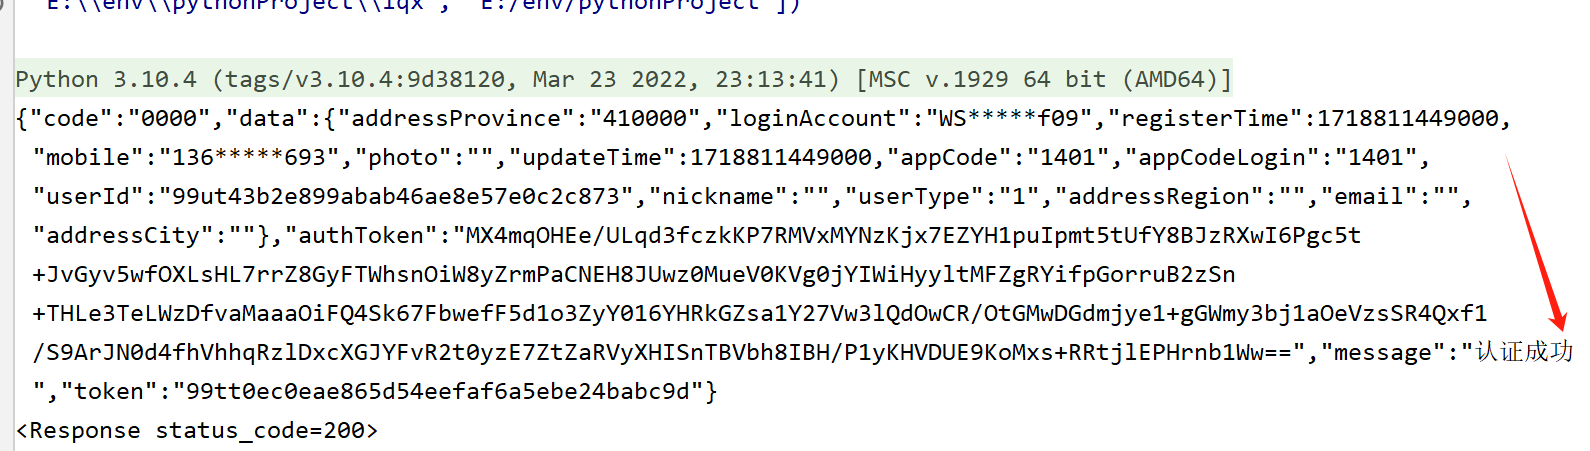 E:\\env\\pythonProject\\lqx', 'E:/env/pythonProject'])
Python 3.10.4 (tags/v3.10.4:9d38120, Mar 23 2022, 23:13:41) [MSC v.1929 64 bit (AMD64)]
{"code":"0000","data":{"addressProvince":"410000","loginAccount":"WS*****f09","registerTime":1718811449000,
"mobile":"136*****693","photo":"","updateTime":1718811449000,"appCode":"1401","appCodeLogin":"1401",
"userId":"99ut43b2e899abab46ae8e57e0c2c873","nickname":"","userType":"1","addressRegion":"","email":"",
"addressCity":""},"authToken":"MX4mqOHEe/ULqd3fczkKP7RMVxMYNzKjx7EZYH1puIpmt5tUfY8BJzRXwI6Pgc5t
+JvGyv5wfOXLsHL7rrZ8GyFTWhsnOiW8yZrmPaCNEH8JUwz0MueV0KVg0jYIWiHyyltMFZgRYifpGorruB2zSn
+THLe3TeLWzDfvaMaaaOiFQ4Sk67FbwefF5d1o3ZyY016YHRkGZsa1Y27Vw3lQdOwCR/OtGMwDGdmjye1+gGWmy3bj1aOeVzsSR4Qxf1
/S9ArJN0d4fhVhhqRzlDxcXGJYFvR2t0yzE7ZtZaRVyXHISnTBVbh8IBH/P1yKHVDUE9KoMxs+RRtjlEPHrnb1Ww==","message":"认证成功
","token":"99tt0ec0eae865d54eefaf6a5ebe24babc9d"}
<Response status_code=200>